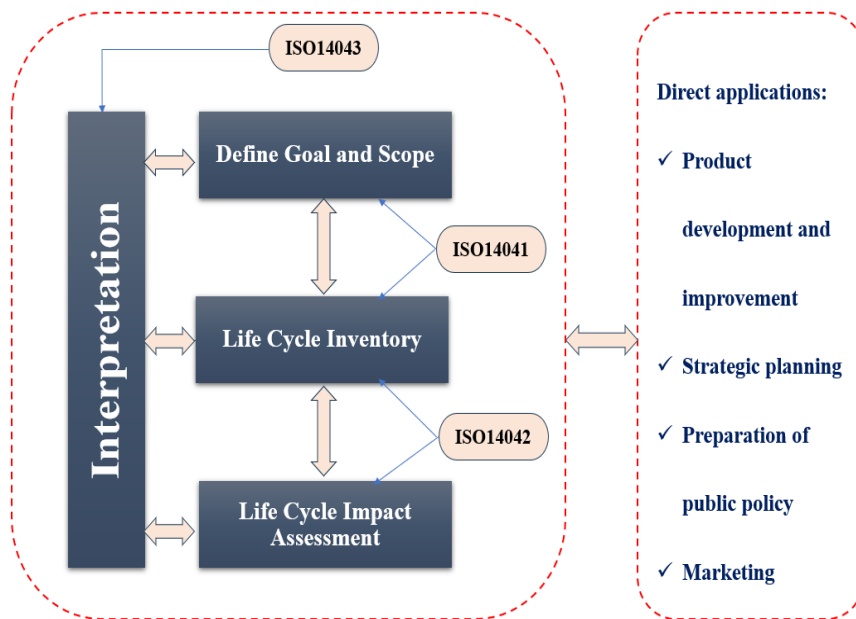 ISO14043
Define Goal and Scope
ISO14041
Interpretation
Life Cycle Inventory
ISO14042
Life Cycle Impact
Assessment
Direct applications:
✓ Product
development and
improvement
✓ Strategic planning
✓ Preparation of
public policy
✓ Marketing